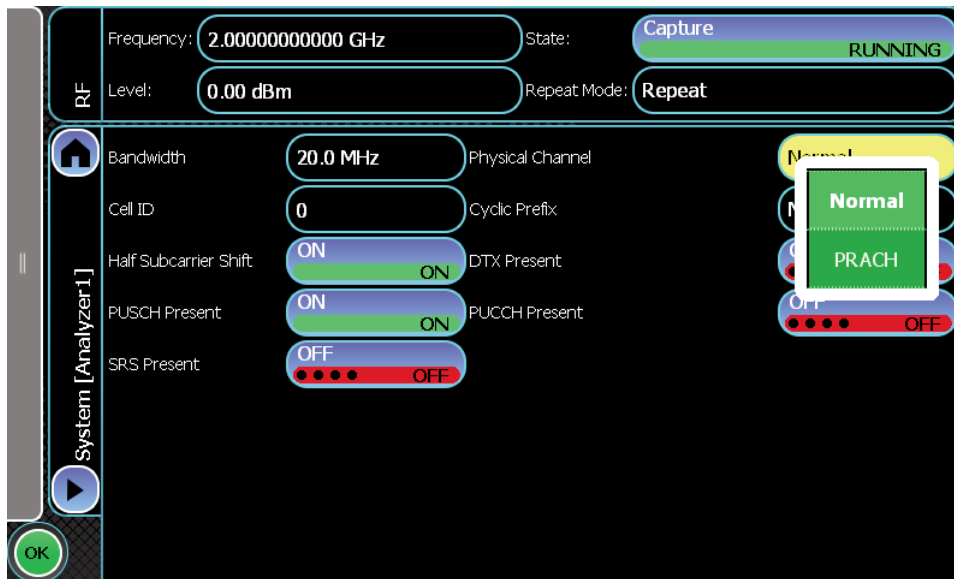 RF
Frequency: 2.00000000000 GHz State: Capture RUNNING
Level: 0.00 dBm Repeat Mode: Repeat
System [Analyzer1]
Bandwidth 20.0 MHz Physical Channel Normal
Normal
PRACH
Cell ID 0 Cyclic Prefix
Half Subcarrier Shift ON ON DTX Present
PUSCH Present ON ON PUCCH Present OFF OFF
SRS Present OFF OFF
OK